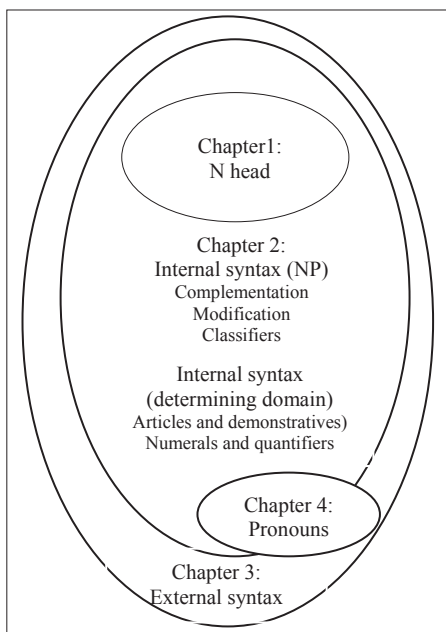 Chapter1:
N head
Chapter 2:
Internal syntax (NP)
Complementation
Modification
Classifiers
Internal syntax
(determining domain)
Articles and demonstratives)
Numerals and quantifiers
Chapter 4:
Pronouns
Chapter 3:
External syntax